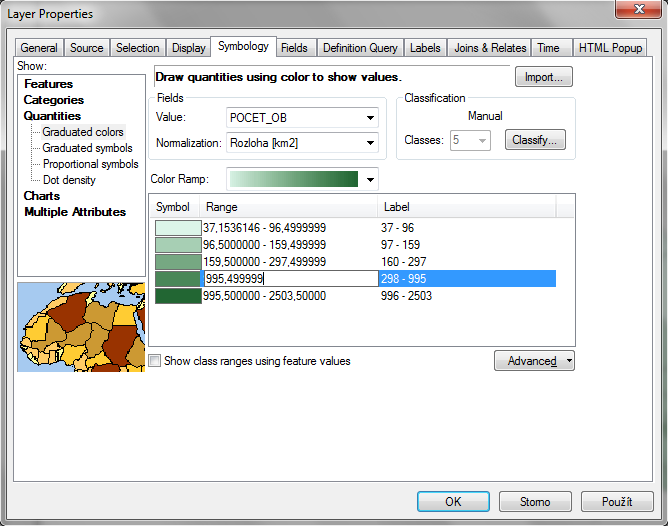 Layer Properties
General Source Selection Display Symbology Fields Definition Query Labels Joins & Relates Time HTML Popup
Show:
Features
Categories
Quantities
Graduated colors
Graduated symbols
Proportional symbols
Dot density
Charts
Multiple Attributes
Draw quantities using color to show values.
Import...
Fields
Value: POCET_OB
Normalization: Rozloha [km2]
Classification
Manual
Classes: 5 Classify...
Color Ramp:
Symbol Range Label
37,1536146 - 96,4999999 37 - 96
96,5000000 - 159,499999 97 - 159
159,500000 - 297,499999 160 - 297
995,499999 298 - 995
995,500000 - 2503,50000 996 - 2503
Show class ranges using feature values
Advanced
OK Storno Použít